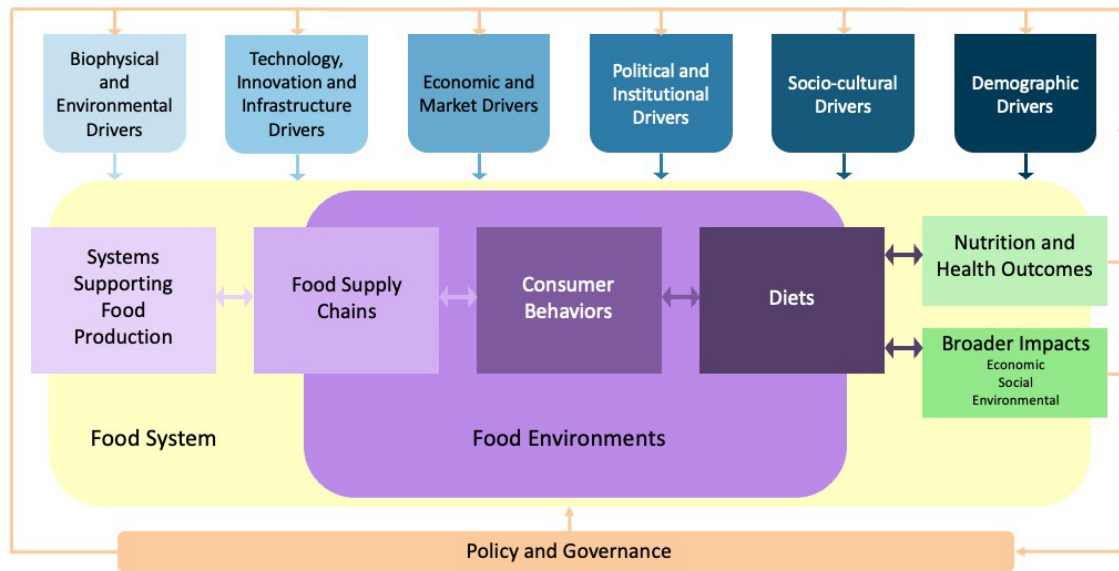 Biophysical
and
Environmental
Drivers
Technology,
Innovation and
Infrastructure
Drivers
Economic and
Market Drivers
Political and
Institutional
Drivers
Socio-cultural
Drivers
Demographic
Drivers
Systems
Supporting
Food
Production
Food Supply
Chains
Consumer
Behaviors
Diets
Nutrition and
Health Outcomes
Broader Impacts
Economic
Social
Environmental
Food System
Food Environments
Policy and Governance